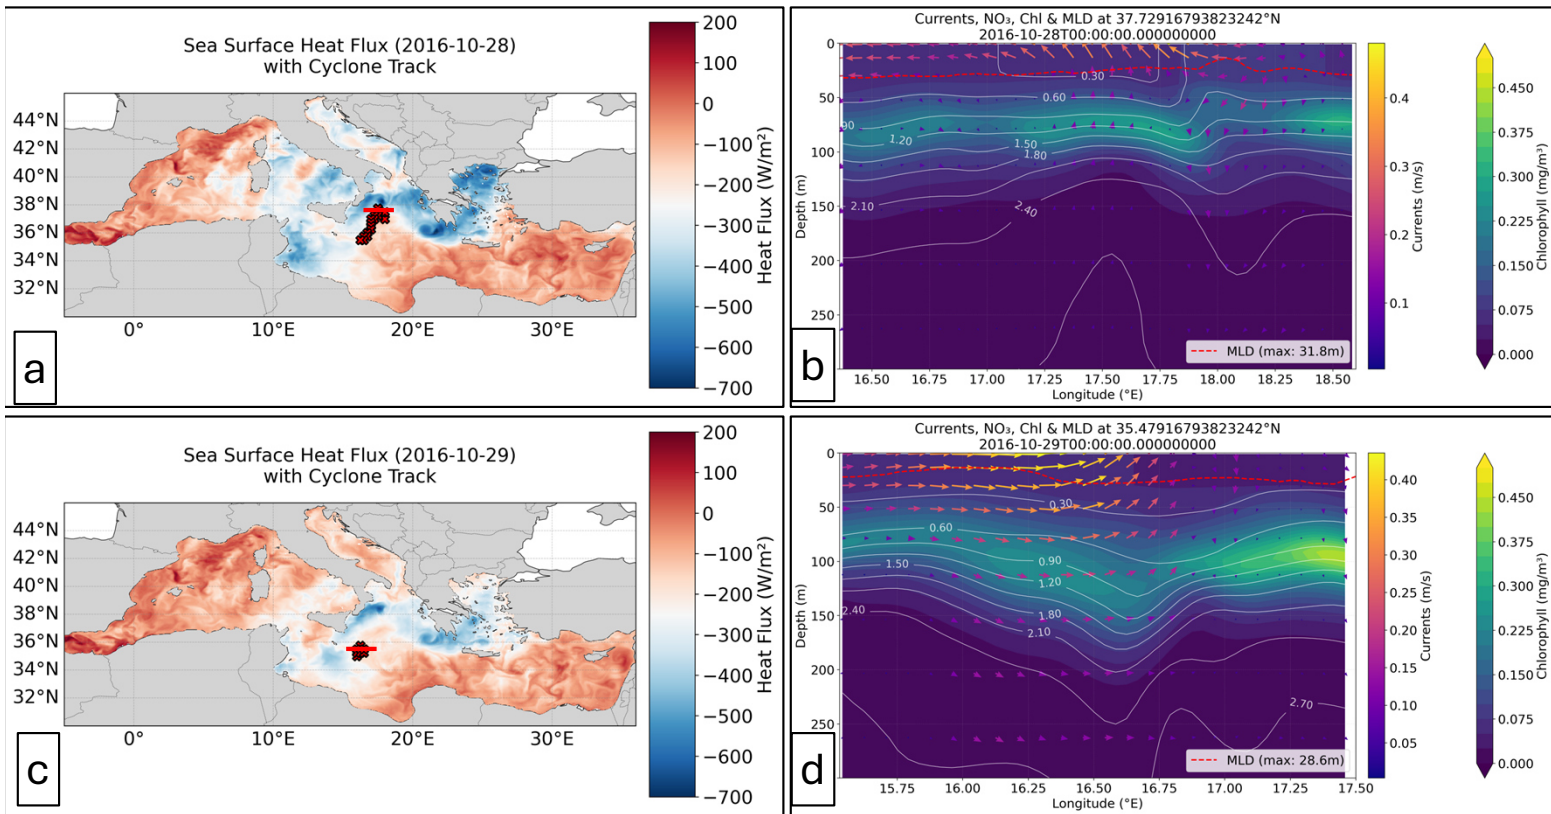 Sea Surface Heat Flux (2016-10-28)
with Cyclone Track
44°N
42°N
40°N
38°N
36°N
34°N
32°N
0°
10°E
20°E
30°E
200
100
0
−100
−200
−300
−400
−500
−600
−700
Heat Flux (W/m²)
a
Currents, NO₃, Chl & MLD at 37.72916793823242°N
2016-10-28T00:00:00.000000000
0
50
100
150
200
250
Depth (m)
0.30
0.60
90
1.20
1.50
1.80
2.10
2.40
MLD (max: 31.8m)
16.50
16.75
17.00
17.25
17.50
17.75
18.00
18.25
18.50
Longitude (°E)
0.4
0.3
0.2
0.1
Currents (m/s)
0.450
0.375
0.300
0.225
0.150
0.075
0.000
Chlorophyll (mg/m³)
b
Sea Surface Heat Flux (2016-10-29)
with Cyclone Track
44°N
42°N
40°N
38°N
36°N
34°N
32°N
0°
10°E
20°E
30°E
200
100
0
−100
−200
−300
−400
−500
−600
−700
Heat Flux (W/m²)
c
Currents, NO₃, Chl & MLD at 35.47916793823242°N
2016-10-29T00:00:00.000000000
0
50
100
150
200
250
Depth (m)
0.30
0.60
0.90
1.50
1.20
1.80
2.10
2.40
2.70
MLD (max: 28.6m)
15.75
16.00
16.25
16.50
16.75
17.00
17.25
17.50
Longitude (°E)
0.40
0.35
0.30
0.25
0.20
0.15
0.10
0.05
Currents (m/s)
0.450
0.375
0.300
0.225
0.150
0.075
0.000
Chlorophyll (mg/m³)
d